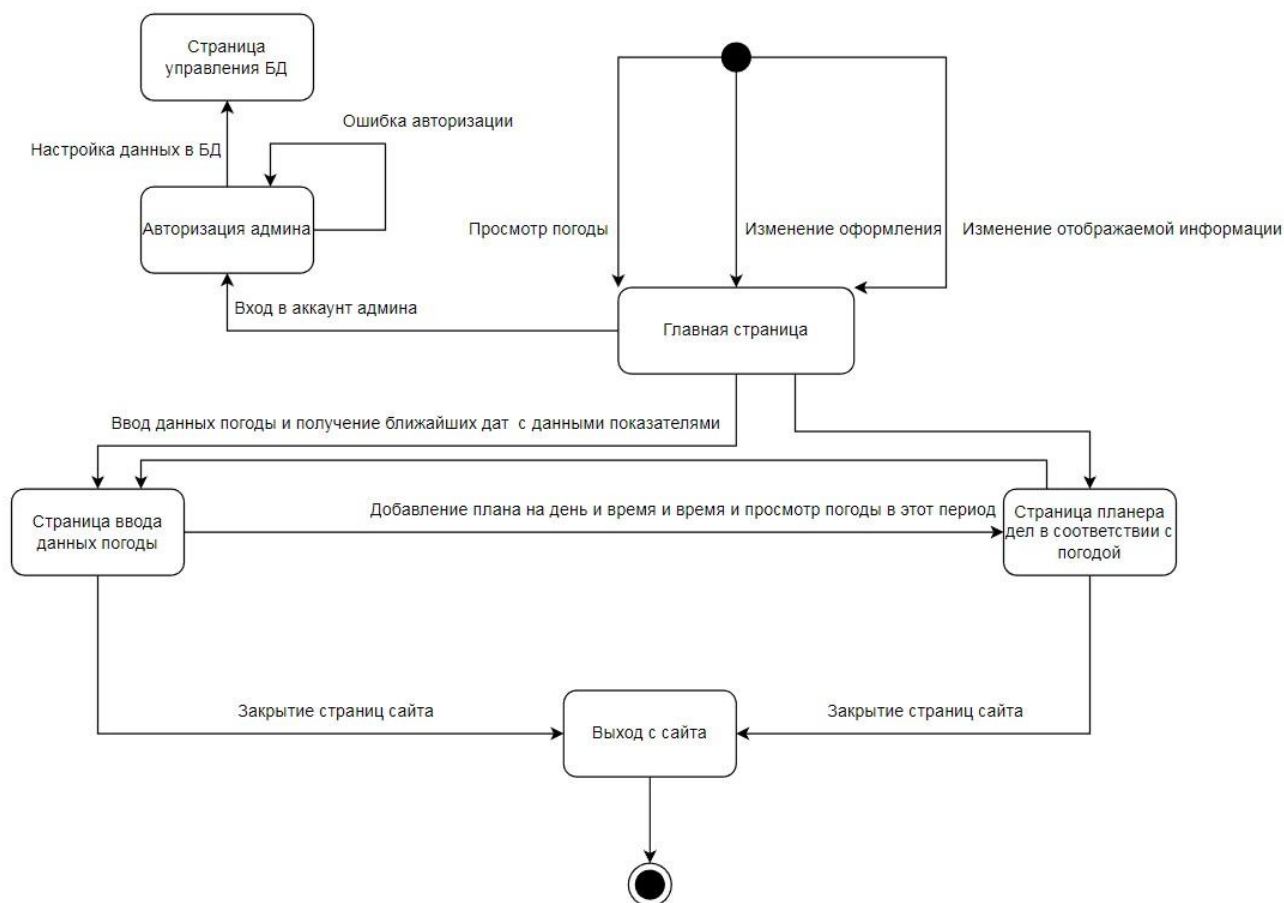 Страница
управления БД
Ошибка авторизации
Настройка данных в БД
Авторизация админа
Просмотр погоды
Изменение оформления
Изменение отображаемой информации
Вход в аккаунт админа
Главная страница
Ввод данных погоды и получение ближайших дат с данными показателями
Страница ввода
данных погоды
Добавление плана на день и время и время и просмотр погоды в этот период
Страница планера
дел в соответствии с
погодой
Закрытие страниц сайта
Выход с сайта
Закрытие страниц сайта